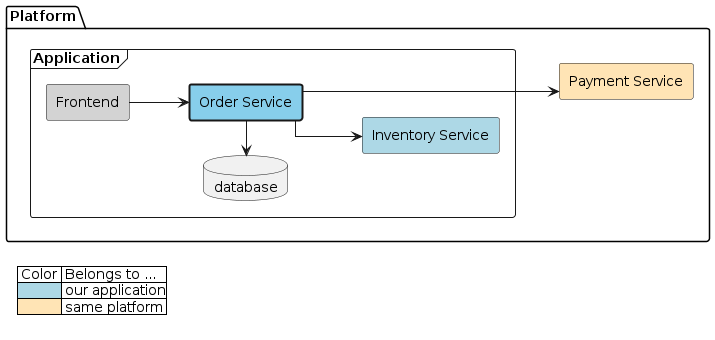 Platform
Application
Payment Service
Frontend
Order Service
Inventory Service
database
Color Belongs to ...
our application
same platform